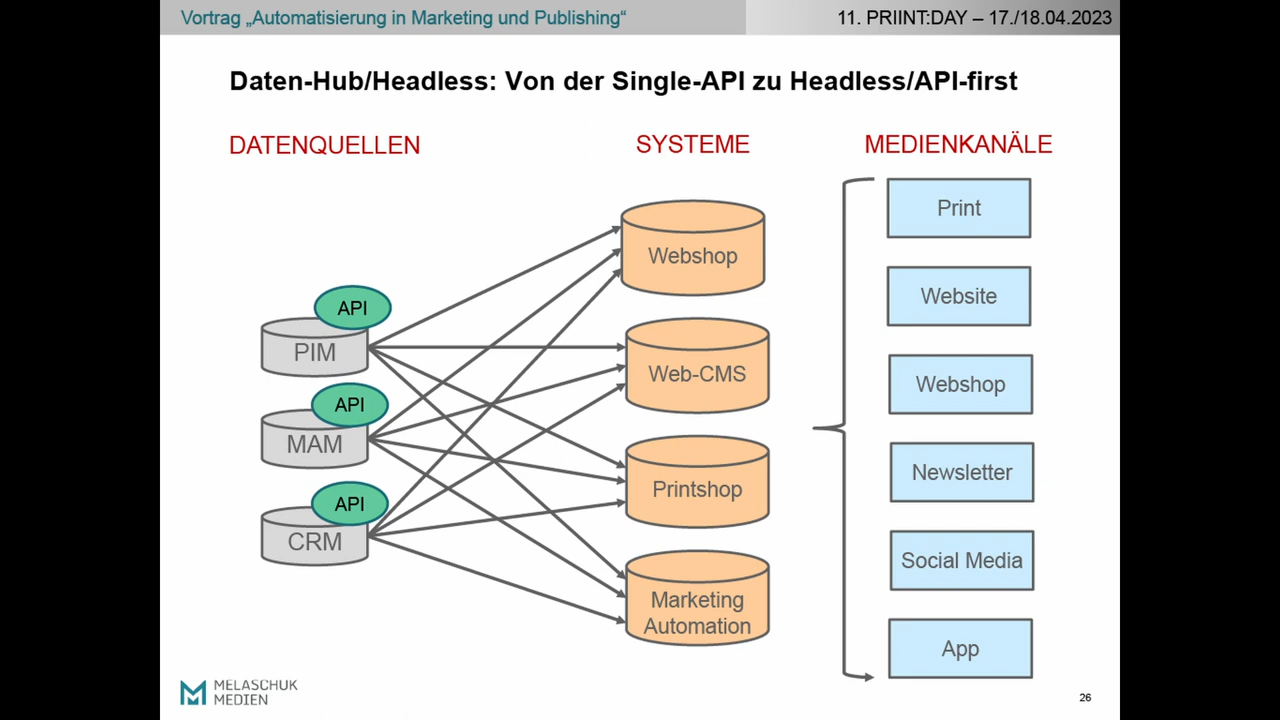 Vortrag „Automatisierung in Marketing und Publishing“
11. PRIINT:DAY – 17./18.04.2023
Daten-Hub/Headless: Von der Single-API zu Headless/API-first
DATENQUELLEN
SYSTEME
MEDIENKANÄLE
API
PIM
API
MAM
API
CRM
Webshop
Web-CMS
Printshop
Marketing
Automation
Print
Website
Webshop
Newsletter
Social Media
App
MELASCHUK
MEDIEN
26